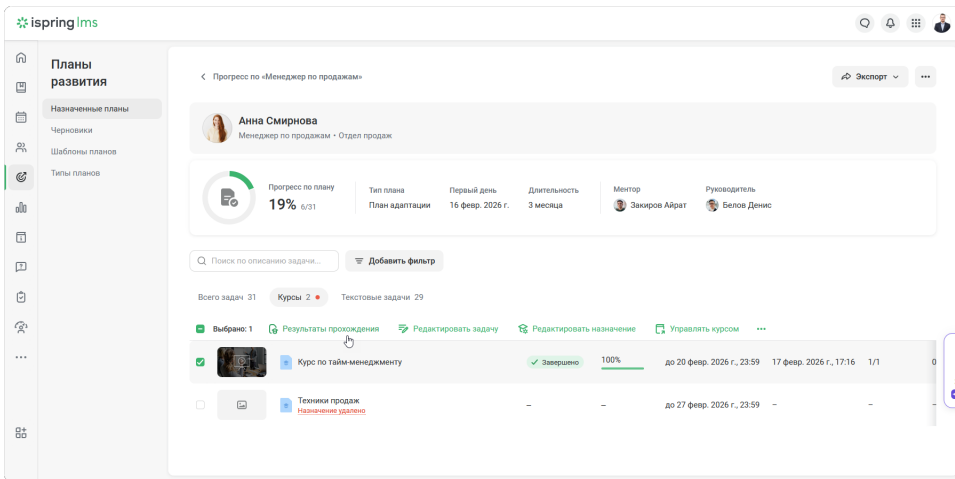 ispring lms
Планы развития
Назначенные планы
Черновики
Шаблоны планов
Типы планов
Прогресс по «Менеджер по продажам»
Экспорт
Анна Смирнова
Менеджер по продажам • Отдел продаж
Прогресс по плану
19% 6/31
Тип плана
План адаптации
Первый день
16 февр. 2026 г.
Длительность
3 месяца
Ментор
Закиров Айрат
Руководитель
Белов Денис
Поиск по описанию задачи...
Добавить фильтр
Всего задач 31
Курсы 2
Текстовые задачи 29
Выбрано: 1
Результаты прохождения
Редактировать задачу
Редактировать назначение
Управлять курсом
Курс по тайм-менеджменту
Завершено
100%
до 20 февр. 2026 г., 23:59
17 февр. 2026 г., 17:16
1/1
0
Техники продаж
Назначение удалено
–
–
до 27 февр. 2026 г., 23:59
–
–
–